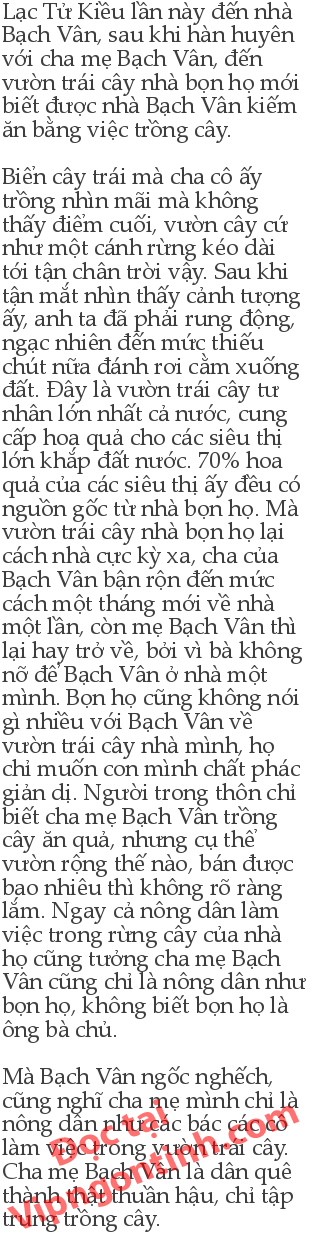 Lạc Tử Kiều lần này đến nhà
Bạch Vân, sau khi hàn huyên
với cha mẹ Bạch Vân, đến
vườn trái cây nhà bọn họ mới
biết được nhà Bạch Vân kiếm
ăn bằng việc trồng cây.

Biển cây trái mà cha cô ấy
trồng nhìn mãi mà không
thấy điểm cuối, vườn cây cứ
như một cánh rừng kéo dài
tới tận chân trời vậy. Sau khi
tận mắt nhìn thấy cảnh tượng
ấy, anh ta đã phải rung động,
ngạc nhiên đến mức thiếu
chút nữa đánh rơi cằm xuống
đất. Đây là vườn trái cây tư
nhân lớn nhất cả nước, cung
cấp hoa quả cho các siêu thị
lớn khắp đất nước. 70% hoa
quả của các siêu thị ấy đều có
nguồn gốc từ nhà bọn họ. Mà
vườn trái cây nhà bọn họ lại
cách nhà cực kỳ xa, cha của
Bạch Vân bận rộn đến mức
cách một tháng mới về nhà
một lần, còn mẹ Bạch Vân thì
lại hay trở về, bởi vì bà không
nỡ để Bạch Vân ở nhà một
mình. Bọn họ cũng không nói
gì nhiều với Bạch Vân về
vườn trái cây nhà mình, họ
chỉ muốn con mình chất phác
giản dị. Người trong thôn chỉ
biết cha mẹ Bạch Vân trồng
cây ăn quả, nhưng cụ thể
vườn rộng thế nào, bán được
bao nhiêu thì không rõ ràng
lắm. Ngay cả nông dân làm
việc trong rừng cây của nhà
họ cũng tưởng cha mẹ Bạch
Vân cũng chỉ là nông dân như
bọn họ, không biết bọn họ là
ông bà chủ.

Mà Bạch Vân ngốc nghếch,
cũng nghĩ cha mẹ mình chỉ là
nông dân như các bác các cô
làm việc trong vườn trái cây.
Cha mẹ Bạch Vân là dân quê
thành thật thuần hậu, chỉ tập
trung trồng cây.
Đọc tại
Vipngontinh.com